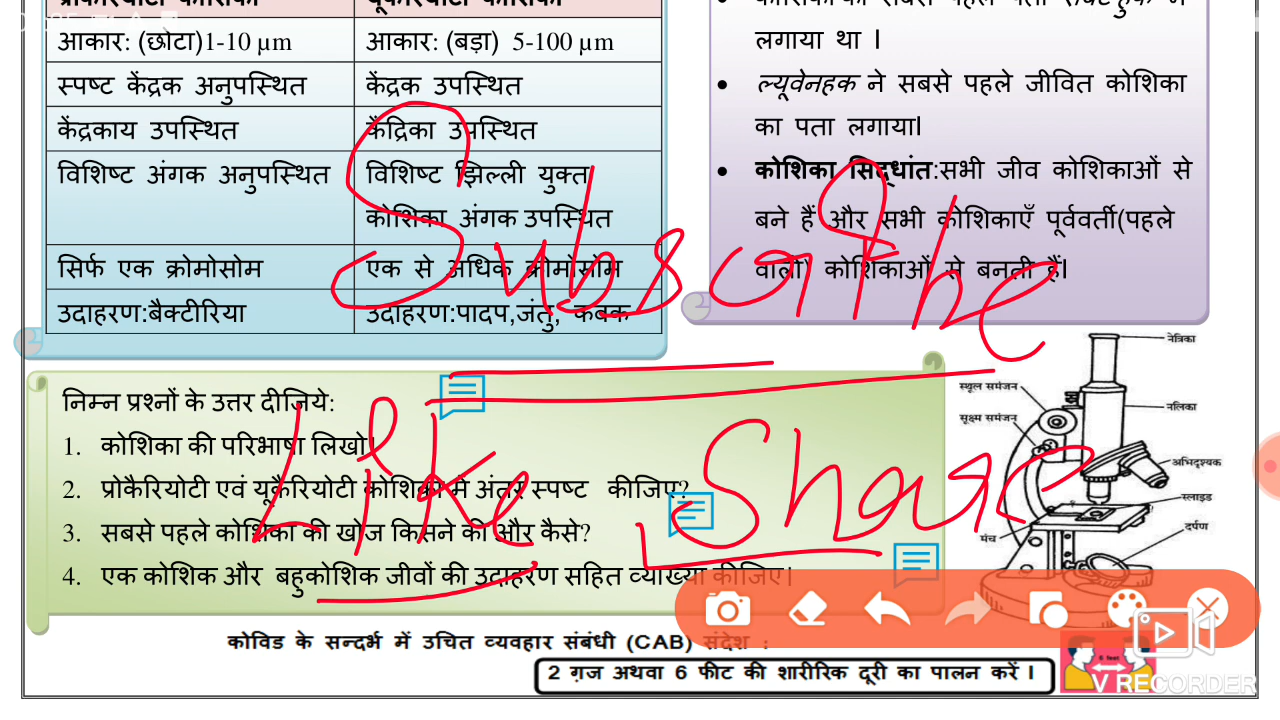 प्रोकैरियोटी कोशिका यूकैरियोटी कोशिका
आकार: (छोटा)1-10 µm आकार: (बड़ा) 5-100 µm
स्पष्ट केंद्रक अनुपस्थित केंद्रक उपस्थित
केंद्रकाय उपस्थित केंद्रिका उपस्थित
विशिष्ट अंगक अनुपस्थित विशिष्ट झिल्ली युक्त
कोशिका अंगक उपस्थित
सिर्फ एक क्रोमोसोम एक से अधिक क्रोमोसोम
उदाहरण:बैक्टीरिया उदाहरण:पादप,जंतु, कवक
लगाया था ।
• ल्यूवेनहक ने सबसे पहले जीवित कोशिका
का पता लगाया।
• कोशिका सिद्धांत:सभी जीव कोशिकाओं से
बने हैं और सभी कोशिकाएँ पूर्ववर्ती(पहले
वाली) कोशिकाओं से बनती हैं।
Subscribe
निम्न प्रश्नों के उत्तर दीजिये:
1. कोशिका की परिभाषा लिखो।
2. प्रोकैरियोटी एवं यूकैरियोटी कोशिका में अंतर स्पष्ट कीजिए?
3. सबसे पहले कोशिका की खोज किसने की और कैसे?
4. एक कोशिक और बहुकोशिक जीवों की उदाहरण सहित व्याख्या कीजिए।
Like Share
नेत्रिका
स्थूल समंजन
नलिका
सूक्ष्म समंजन
अभिदृश्यक
स्लाइड
दर्पण
मंच
कोविड के सन्दर्भ में उचित व्यवहार संबंधी (CAB) संदेश :
2 ग़ज अथवा 6 फीट की शारीरिक दूरी का पालन करें ।
6 feet
V RECORDER